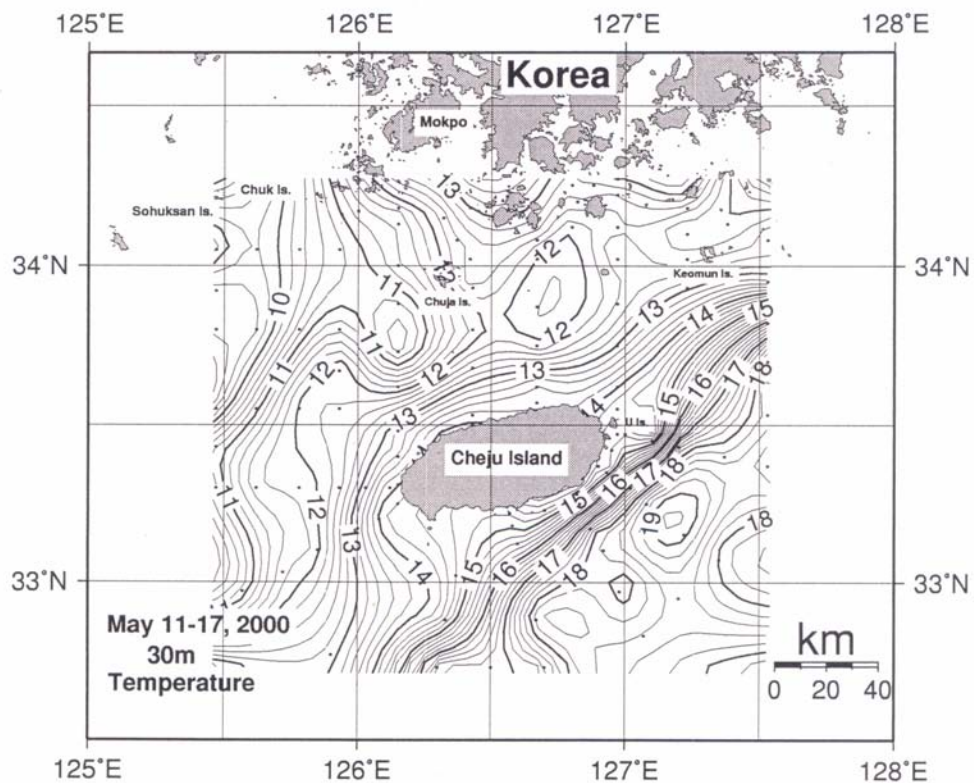 125°E 126°E 127°E 128°E
Korea
Mokpo
13
Chuk Is.
Sohuksan Is.
34°N 12 13 34°N
Keomun Is.
10 11 Chuja Is. 13 14 15
11 12
11 12 12 13 16 17 18
13 14 15
U Is.
Cheju Island
16 17 18
15
11 12 19 18
13
14 15 16 17 18
33°N 33°N
May 11-17, 2000
30m
Temperature
km
0 20 40
125°E 126°E 127°E 128°E